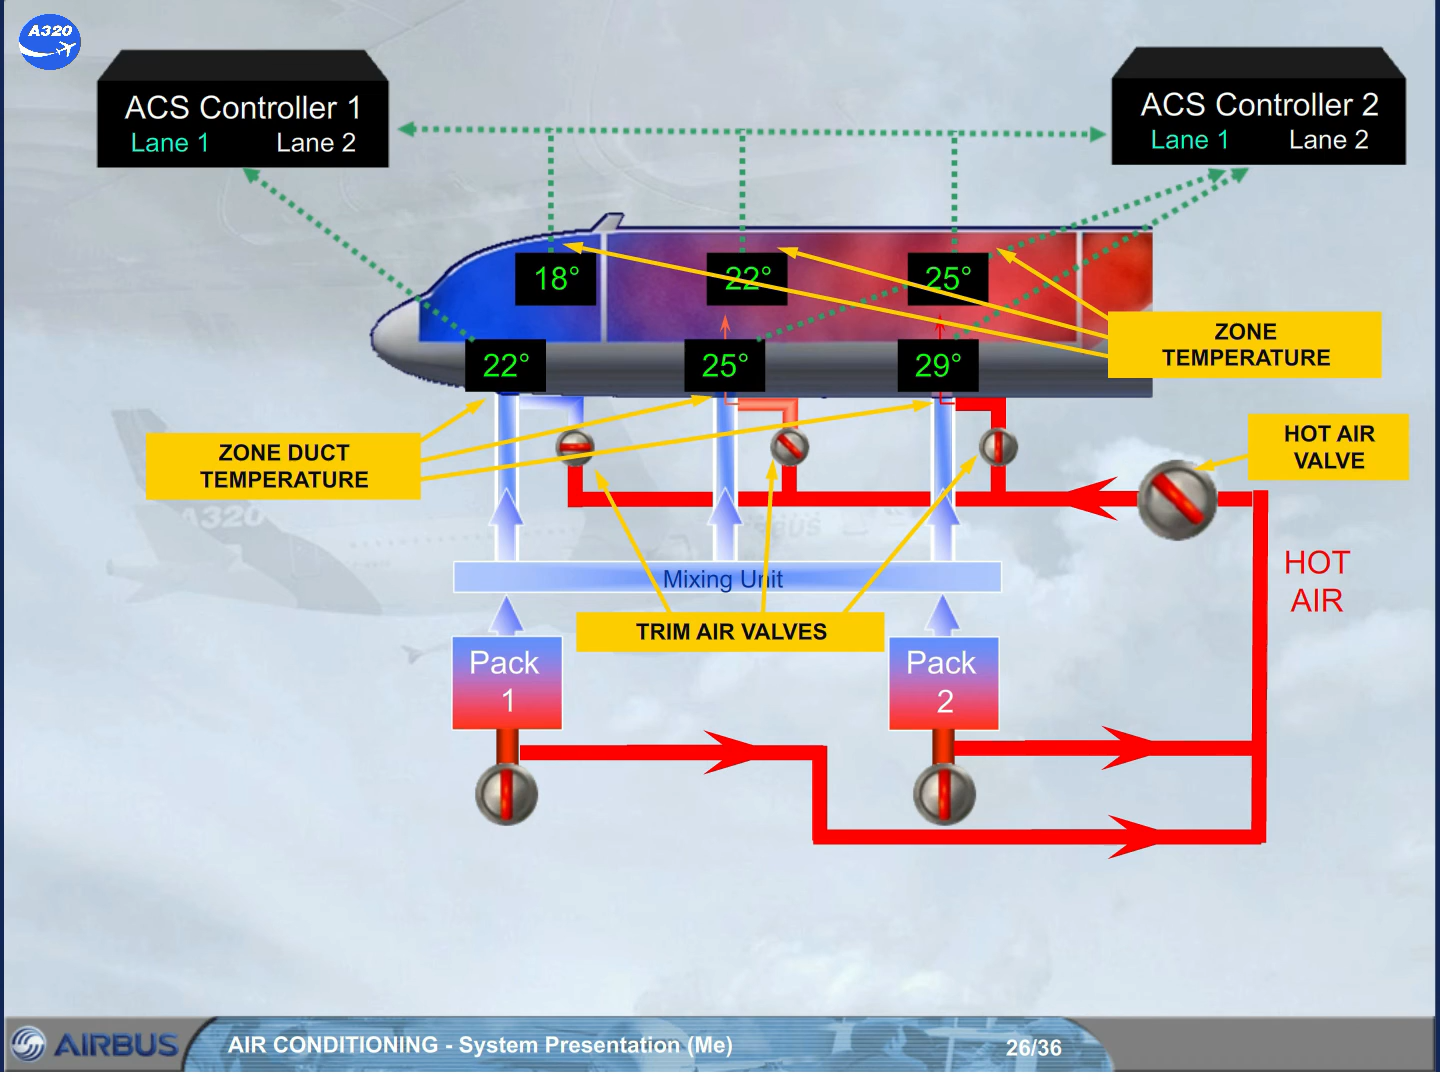 A320
ACS Controller 1
Lane 1 Lane 2
ACS Controller 2
Lane 1 Lane 2
18°
22°
25°
ZONE
TEMPERATURE
22°
25°
29°
ZONE DUCT
TEMPERATURE
HOT AIR
VALVE
A320
AIRBUS
HOT
AIR
Mixing Unit
TRIM AIR VALVES
Pack
1
Pack
2
AIRBUS
AIR CONDITIONING - System Presentation (Me)
26/36